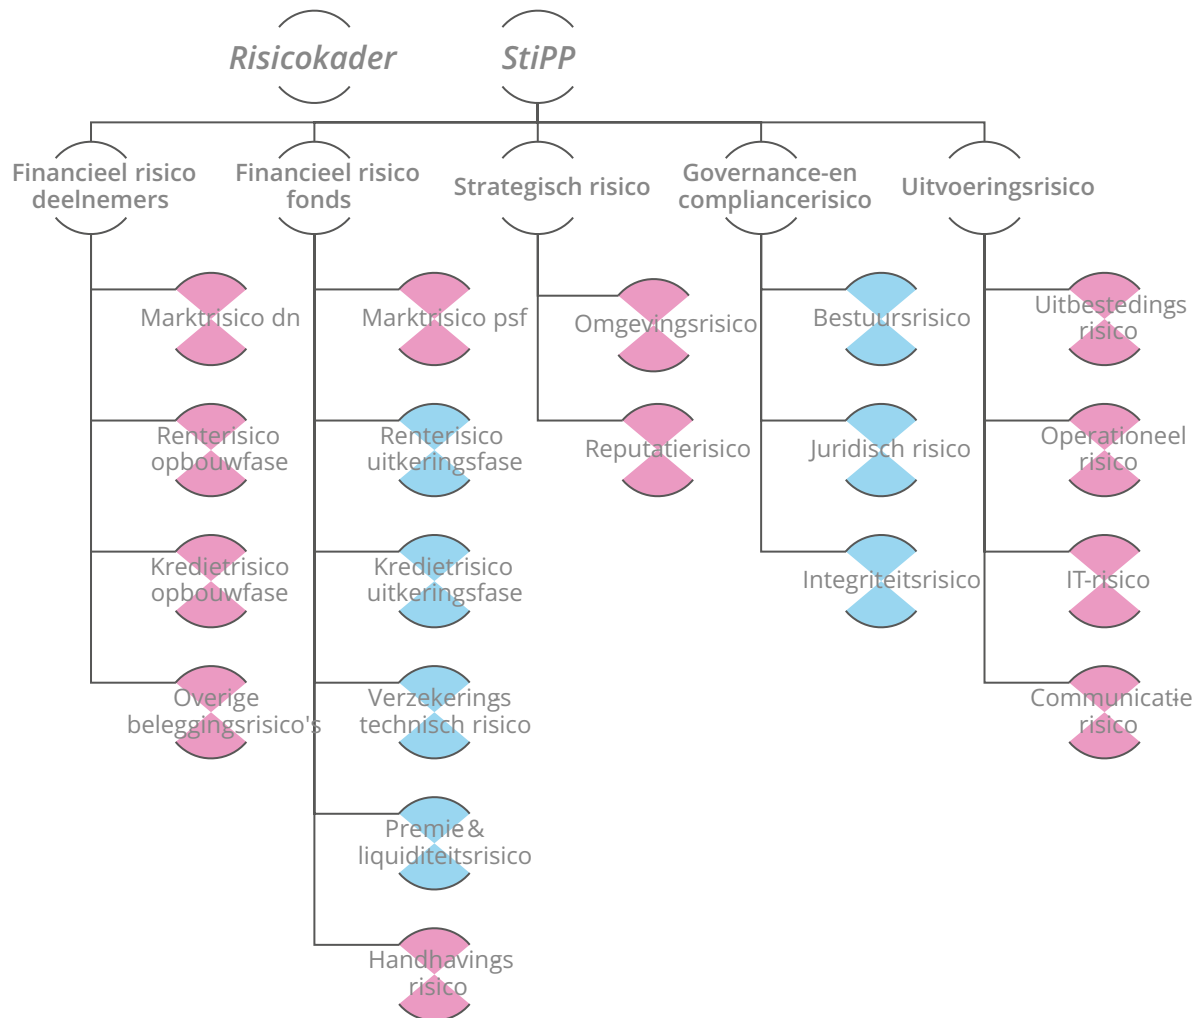 Risicokader StiPP
Financieel risico
deelnemers
Financieel risico
fonds
Strategisch risico
Governance-en
compliancerisico
Uitvoeringsrisico
Marktrisico dn
Renterisico
opbouwfase
Kredietrisico
opbouwfase
Overige
beleggingsrisico's
Marktrisico psf
Renterisico
uitkeringsfase
Kredietrisico
uitkeringsfase
Verzekerings
technisch risico
Premie &
liquiditeitsrisico
Handhavings
risico
Omgevingsrisico
Reputatierisico
Bestuursrisico
Juridisch risico
Integriteitsrisico
Uitbestedings
risico
Operationeel
risico
IT-risico
Communicatie-
risico